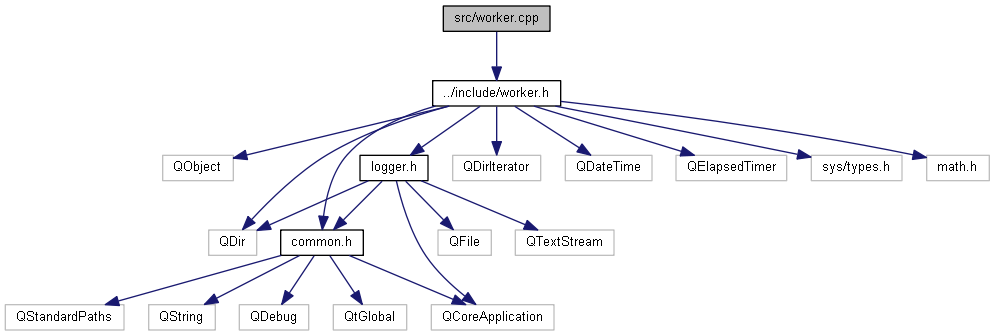 src/worker.cpp
../include/worker.h
QObject
logger.h
QDirIterator
QDateTime
QElapsedTimer
sys/types.h
math.h
QDir
common.h
QFile
QTextStream
QStandardPaths
QString
QDebug
QtGlobal
QCoreApplication